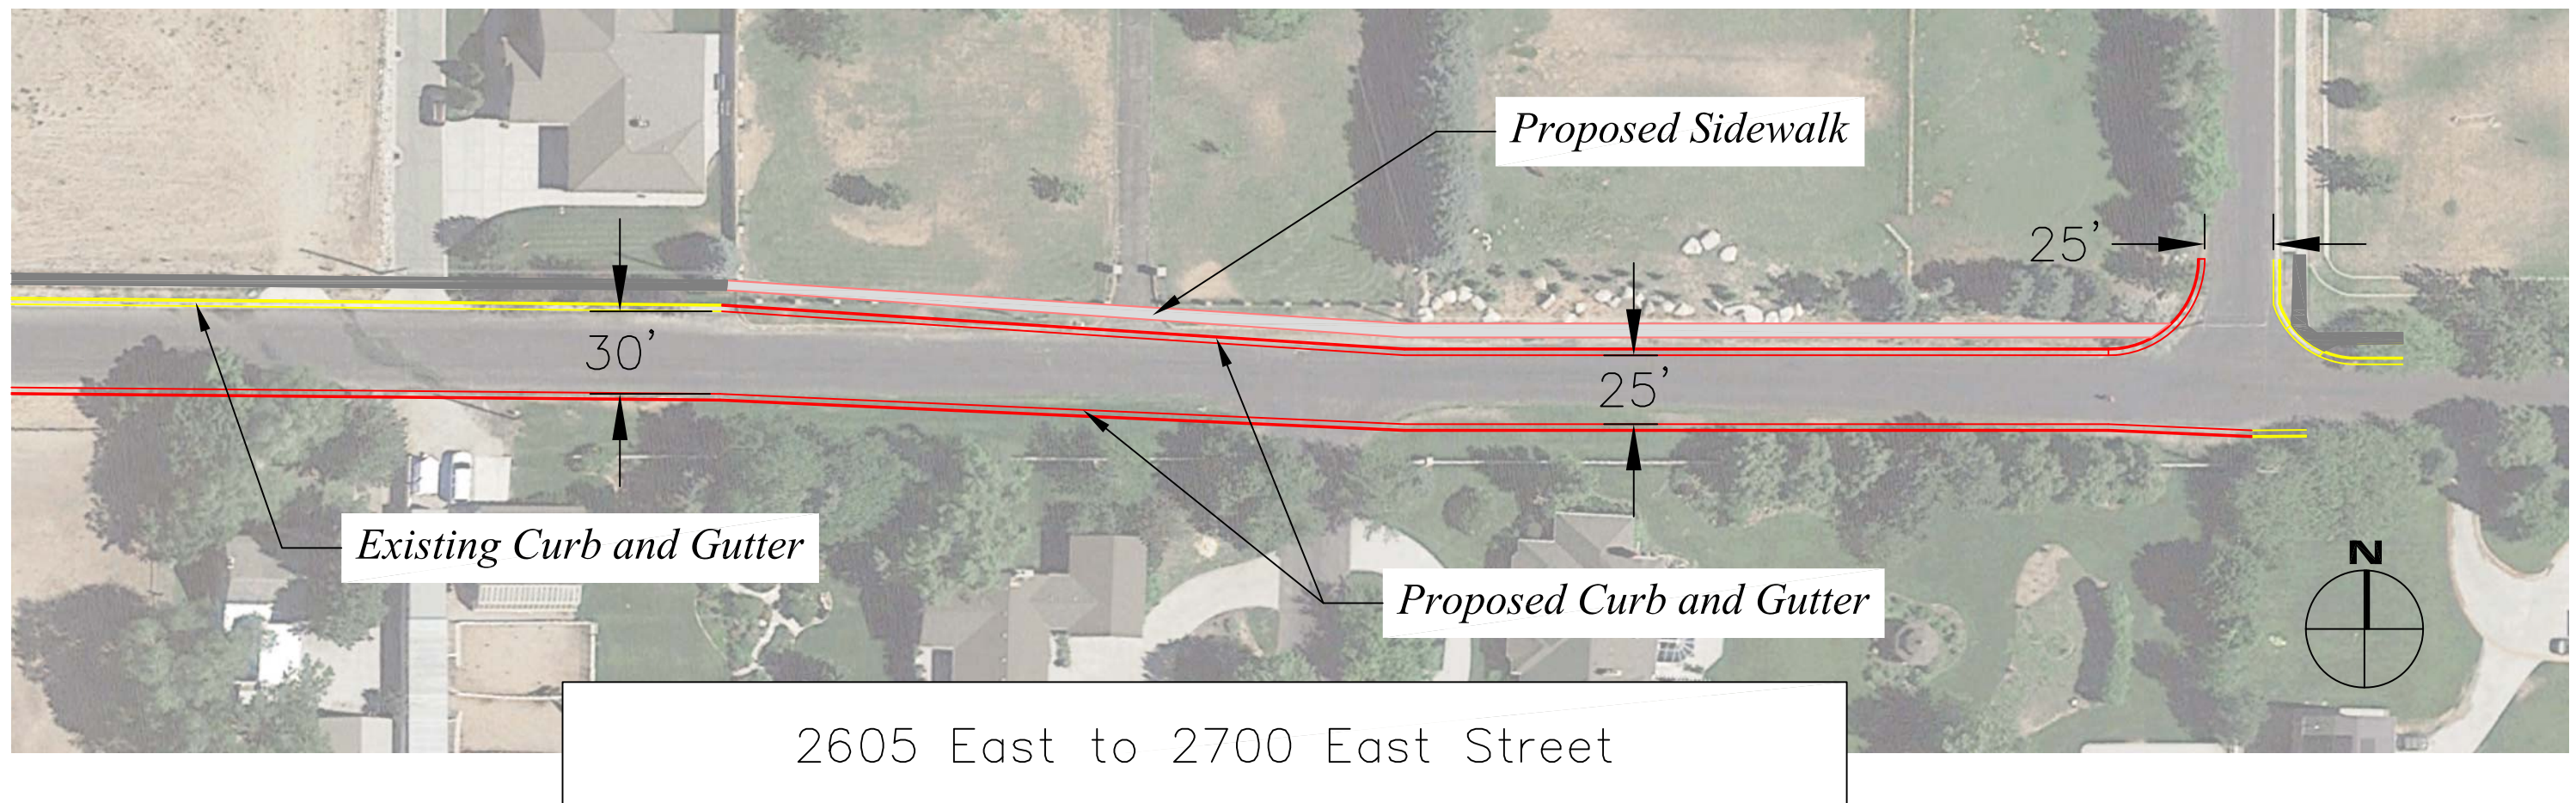 Proposed Sidewalk
25'
30'
25'
Existing Curb and Gutter
N
Proposed Curb and Gutter
2605 East to 2700 East Street